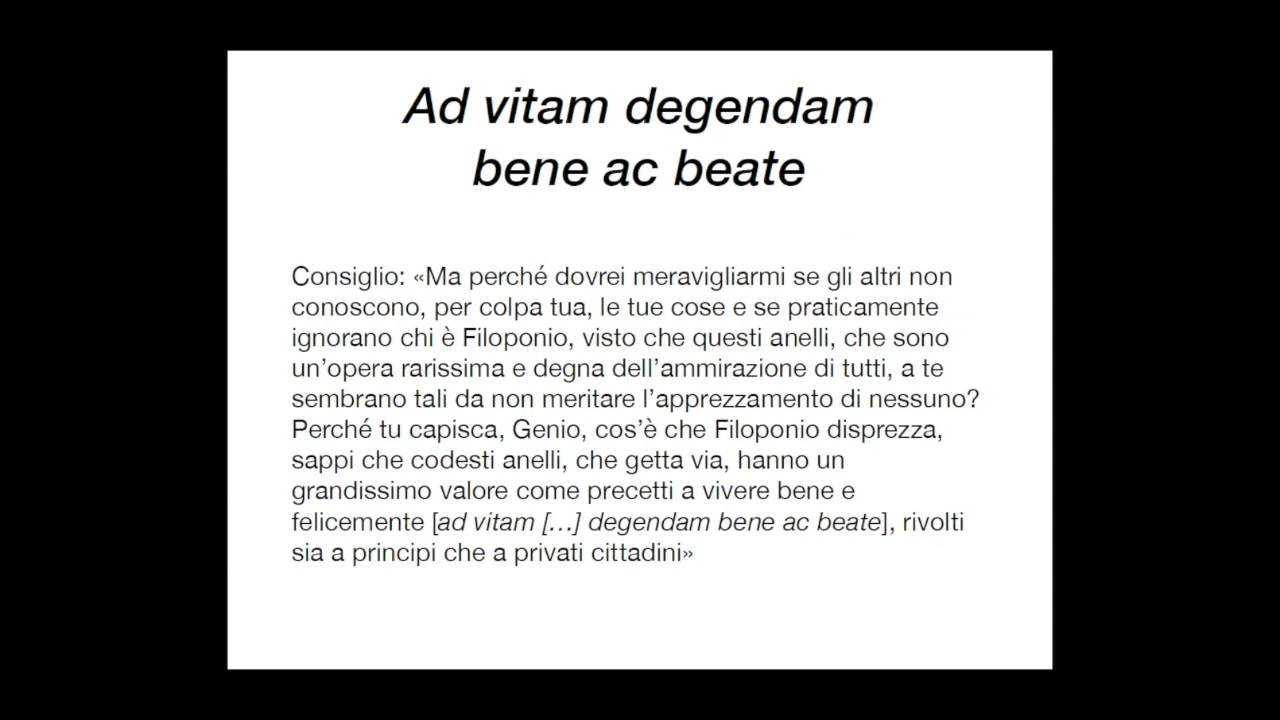 Ad vitam degendam
bene ac beate
Consiglio: «Ma perché dovrei meravigliarmi se gli altri non
conoscono, per colpa tua, le tue cose e se praticamente
ignorano chi è Filoponio, visto che questi anelli, che sono
un’opera rarissima e degna dell’ammirazione di tutti, a te
sembrano tali da non meritare l’apprezzamento di nessuno?
Perché tu capisca, Genio, cos’è che Filoponio disprezza,
sappi che codesti anelli, che getta via, hanno un
grandissimo valore come precetti a vivere bene e
felicemente [ad vitam […] degendam bene ac beate], rivolti
sia a principi che a privati cittadini»